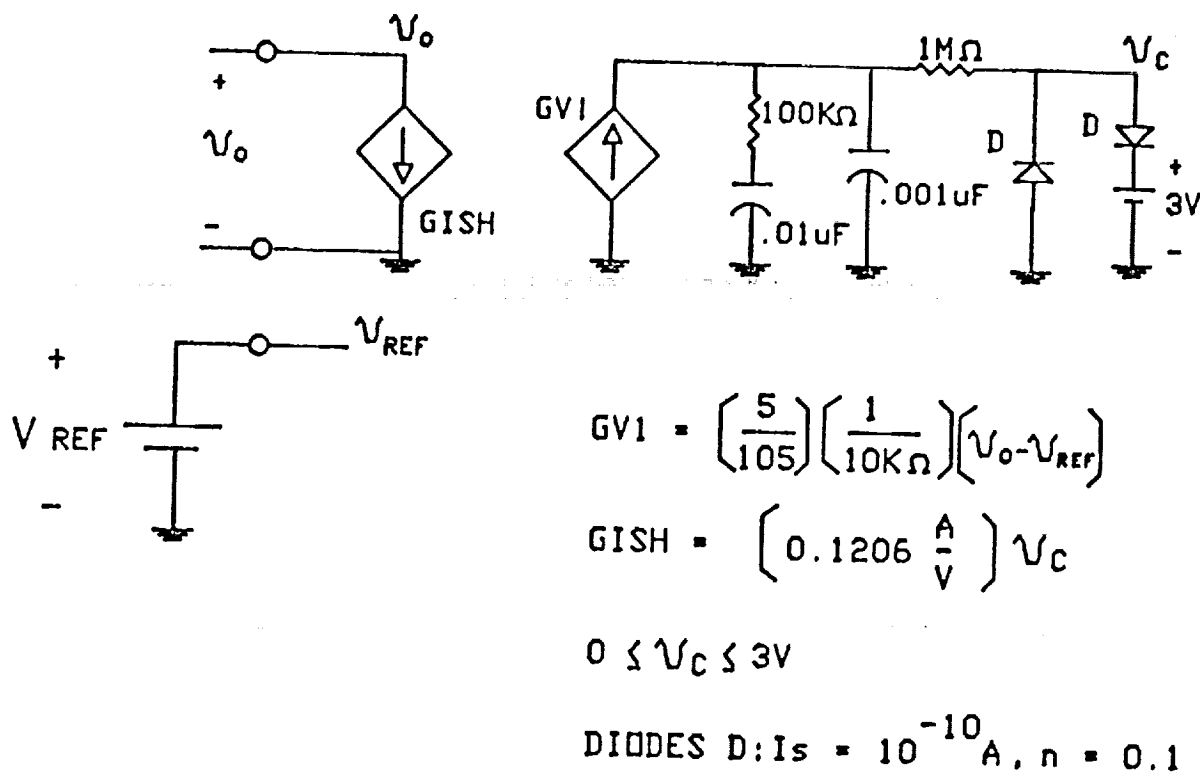 v₀
+
v₀
-
GISH
GV1
100KΩ
.01uF
.001uF
1MΩ
D
D
v_C
+
3V
-
+
V REF
-
v_REF
GV1 = (5/105)(1/10KΩ)(v₀-v_REF)
GISH = (0.1206 A/V) v_C
0 ≤ v_C ≤ 3V
DIODES D:Is = 10^-10 A, n = 0.1